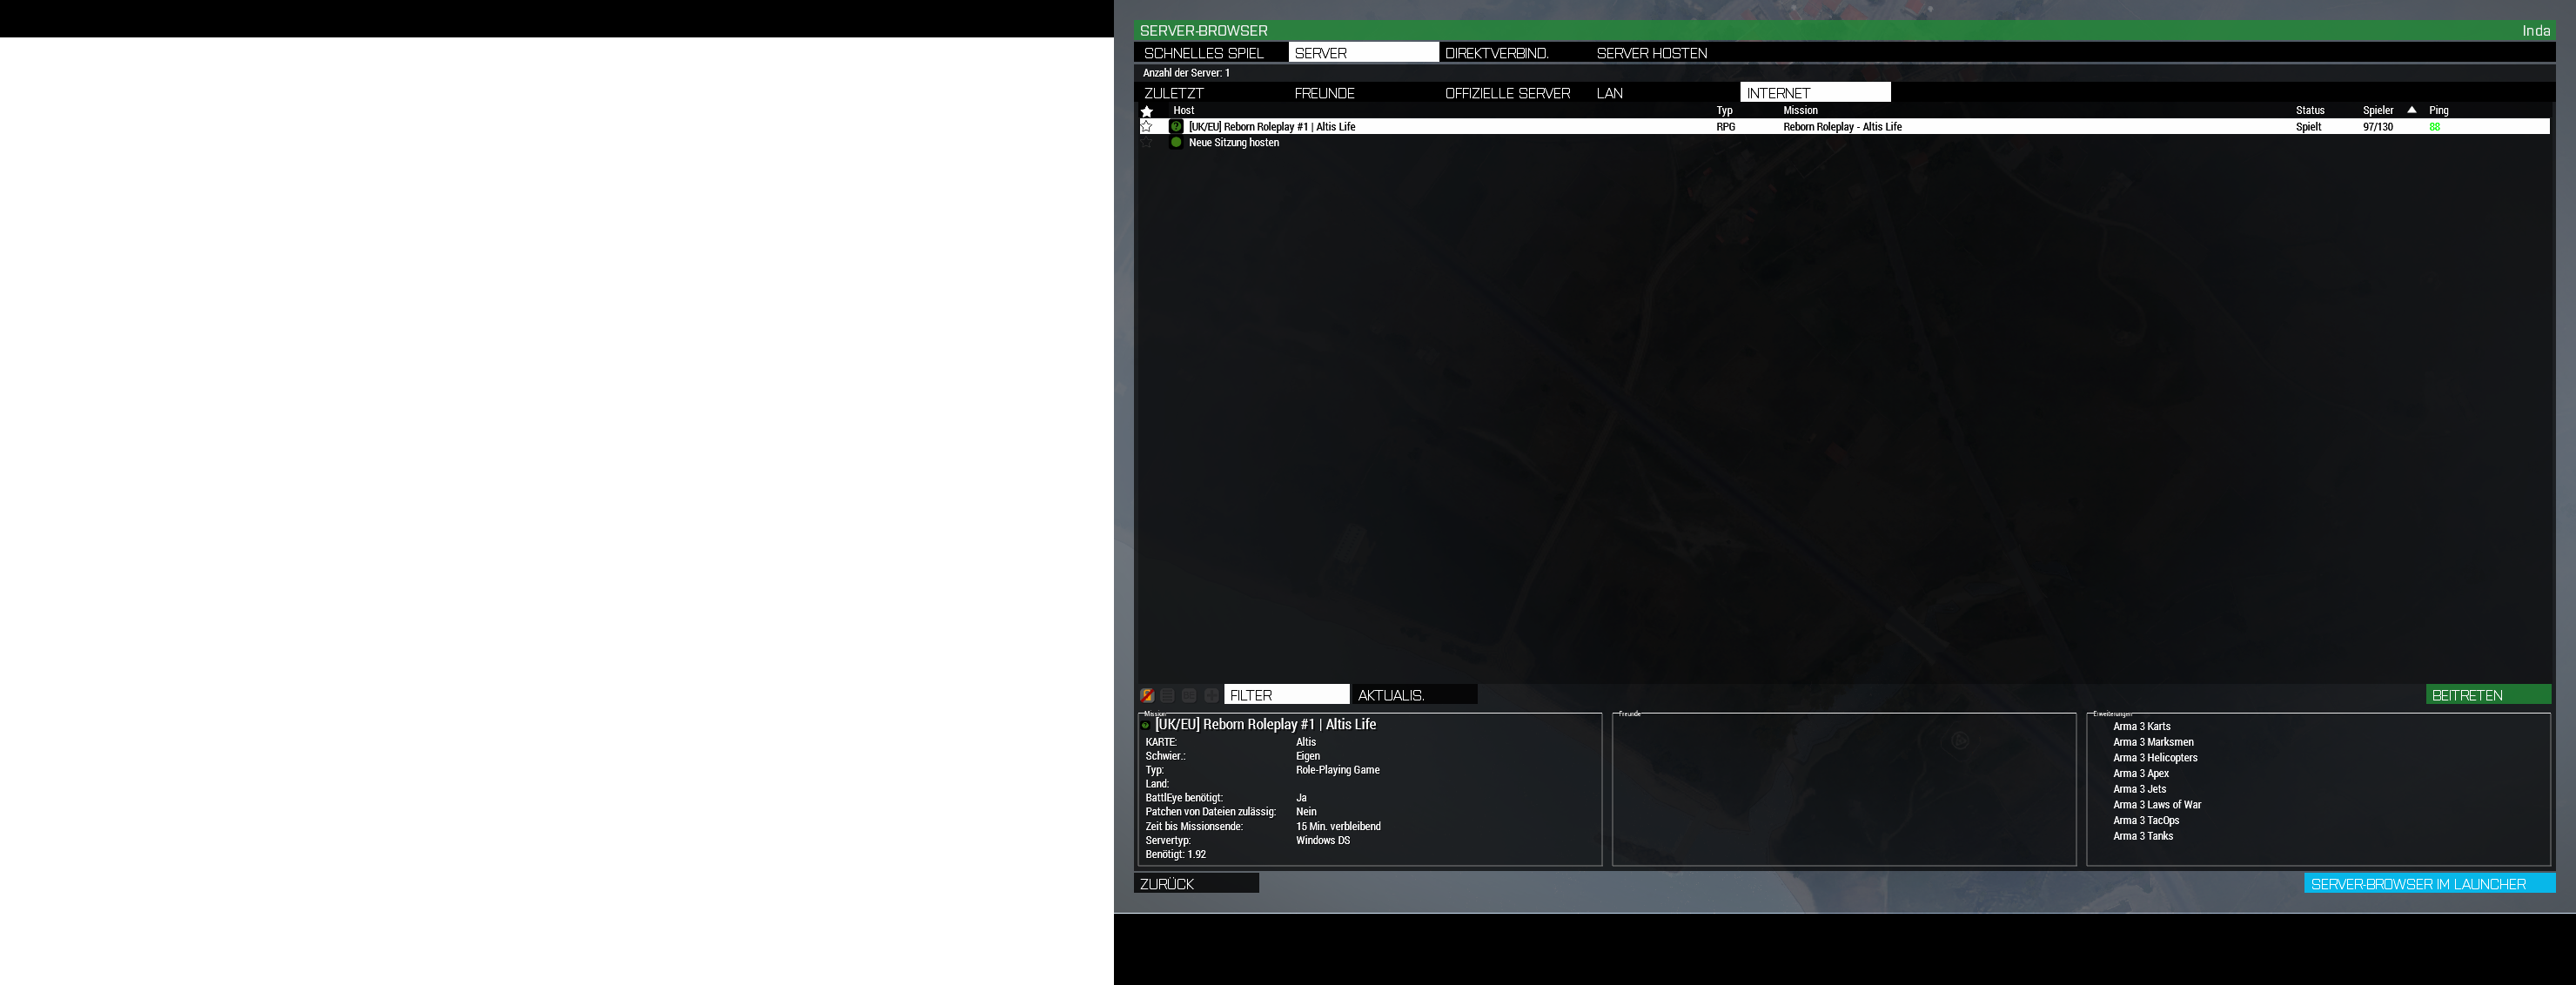 SERVER-BROWSER Inda
SCHNELLES SPIEL SERVER DIREKTVERBIND. SERVER HOSTEN
Anzahl der Server: 1
ZULETZT FREUNDE OFFIZIELLE SERVER LAN INTERNET
Host Typ Mission Status Spieler Ping
[UK/EU] Reborn Roleplay #1 | Altis Life RPG Reborn Roleplay - Altis Life Spielt 97/130 88
Neue Sitzung hosten
FILTER AKTUALIS. BEITRETEN
Mission
[UK/EU] Reborn Roleplay #1 | Altis Life
KARTE: Altis
Schwier.: Eigen
Typ: Role-Playing Game
Land:
BattlEye benötigt: Ja
Patchen von Dateien zulässig: Nein
Zeit bis Missionsende: 15 Min. verbleibend
Servertyp: Windows DS
Benötigt: 1.92
Freunde
Erweiterungen
Arma 3 Karts
Arma 3 Marksmen
Arma 3 Helicopters
Arma 3 Apex
Arma 3 Jets
Arma 3 Laws of War
Arma 3 TacOps
Arma 3 Tanks
ZURÜCK SERVER-BROWSER IM LAUNCHER